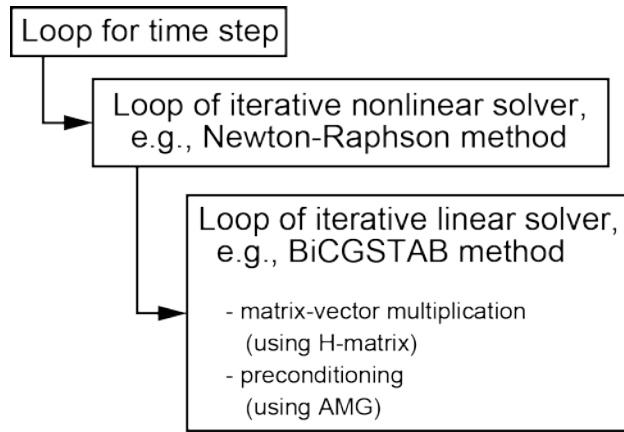 Loop for time step
Loop of iterative nonlinear solver,
e.g., Newton-Raphson method
Loop of iterative linear solver,
e.g., BiCGSTAB method
- matrix-vector multiplication
(using H-matrix)
- preconditioning
(using AMG)